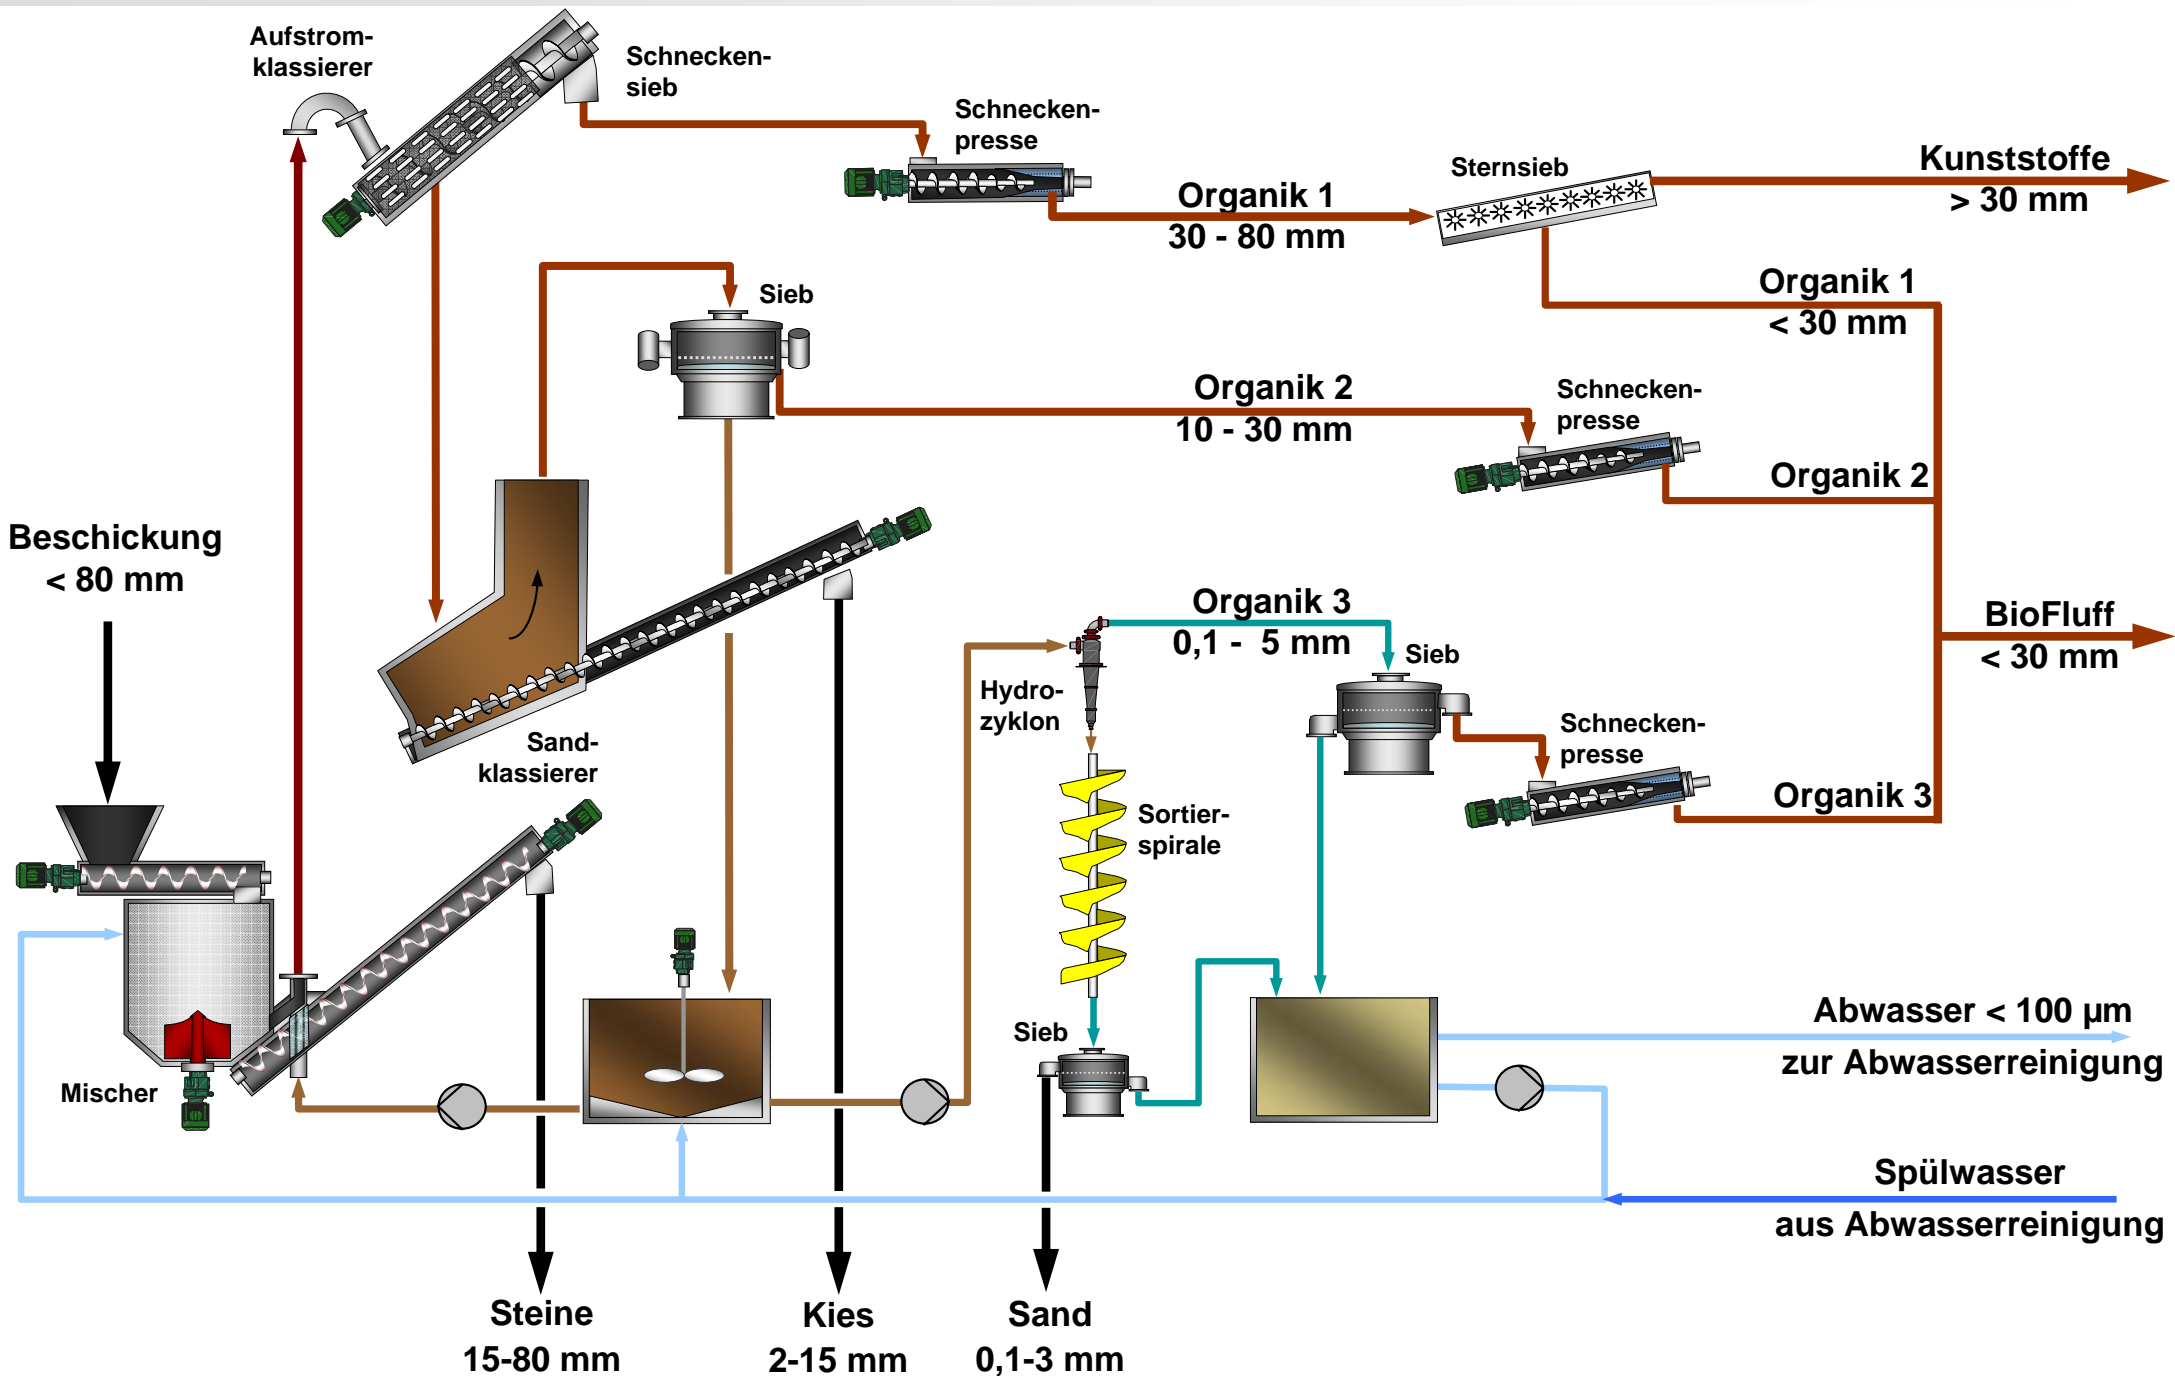 Aufstrom-
klassierer
Schnecken-
sieb
Schnecken-
presse
Organik 1
30 - 80 mm
Sternsieb
Kunststoffe
> 30 mm
Organik 1
< 30 mm
Sieb
Organik 2
10 - 30 mm
Schnecken-
presse
Organik 2
Beschickung
< 80 mm
Organik 3
0,1 -  5 mm
Sieb
BioFluff
< 30 mm
Hydro-
zyklon
Schnecken-
presse
Sand-
klassierer
Organik 3
Sortier-
spirale
Mischer
Sieb
Abwasser < 100 µm
zur Abwasserreinigung
Spülwasser
aus Abwasserreinigung
Steine
15-80 mm
Kies
2-15 mm
Sand
0,1-3 mm